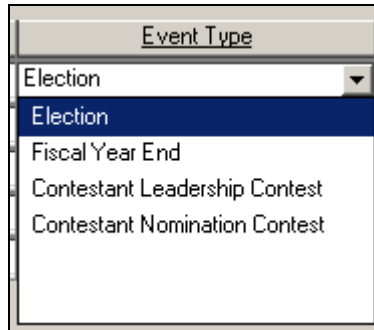 Event Type
Election
Election
Fiscal Year End
Contestant Leadership Contest
Contestant Nomination Contest